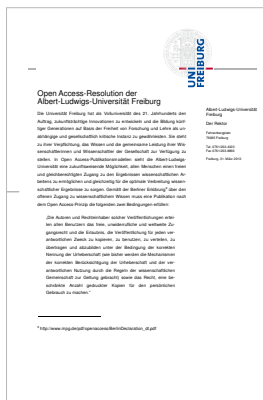 UNI
FREIBURG
Open Access-Resolution der
Albert-Ludwigs-Universität Freiburg
Die Universität Freiburg hat als Volluniversität des 21. Jahrhunderts den
Auftrag, zukunftsträchtige Innovationen zu entwickeln und die Bildung künf-
tiger Generationen auf Basis der Freiheit von Forschung und Lehre als un-
abhängige und gesellschaftlich kritische Instanz zu gewährleisten. Sie steht
zu ihrer Verpflichtung, das Wissen und die gemeinsame Leistung ihrer Wis-
senschaftlerinnen und Wissenschaftler der Gesellschaft zur Verfügung zu
stellen. In Open Access-Publikationsmodellen sieht die Albert-Ludwigs-
Universität eine zukunftsweisende Möglichkeit, allen Menschen einen freien
und gleichberechtigten Zugang zu den Ergebnissen wissenschaftlichen Ar-
beitens zu ermöglichen und gleichzeitig für die optimale Verbreitung wissen-
schaftlicher Ergebnisse zu sorgen. Gemäß der Berliner Erklärung über den
offenen Zugang zu wissenschaftlichem Wissen muss eine Publikation nach
dem Open Access-Prinzip die folgenden zwei Bedingungen erfüllen:
„Die Autoren und Rechteinhaber solcher Veröffentlichungen ertei-
len allen Benutzern das freie, unwiderrufliche und weltweite Zu-
gangsrecht und die Erlaubnis, die Veröffentlichung für jeden ver-
antwortlichen Zweck zu kopieren, zu benutzen, zu verteilen, zu
übertragen und abzubilden unter der Bedingung der korrekten
Nennung der Urheberschaft (wie bisher werden die Mechanismen
der korrekten Berücksichtigung der Urheberschaft und der ver-
antwortlichen Nutzung durch die Regeln der wissenschaftlichen
Gemeinschaft zur Geltung gebracht) sowie das Recht, eine be-
schränkte Anzahl gedruckter Kopien für den persönlichen
Gebrauch zu machen.“
http://www.mpg.de/pdf/openaccess/BerlinDeclaration_dt.pdf
Albert-Ludwigs-Universität
Freiburg
Der Rektor
Fahnenbergplatz
79085 Freiburg